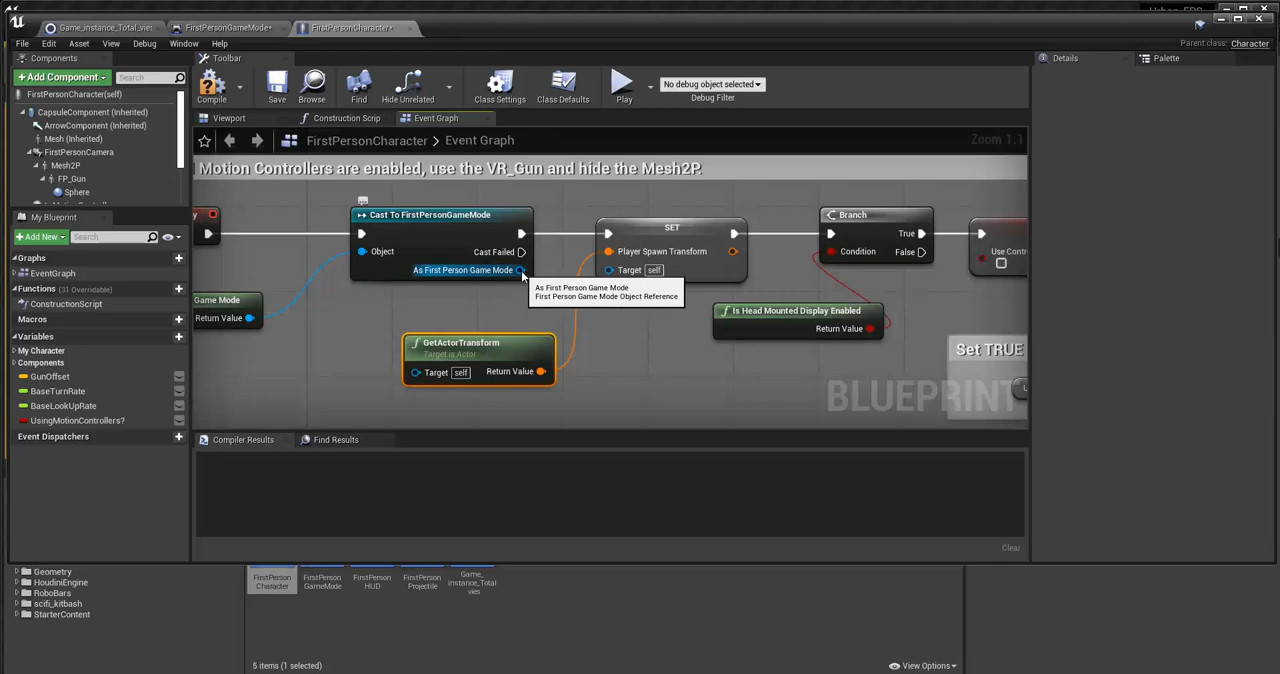 Game_instance_Total_vies
FirstPersonGameMode*
FirstPersonCharacter*
File Edit Asset View Debug Window Help
Parent class: Character
Components
Toolbar
Details
Palette
+ Add Component
Search
Compile
Save
Browse
Find
Hide Unrelated
Class Settings
Class Defaults
Play
No debug object selected
Debug Filter
FirstPersonCharacter(self)
CapsuleComponent (Inherited)
ArrowComponent (Inherited)
Mesh (Inherited)
FirstPersonCamera
Mesh2P
FP_Gun
Sphere
Viewport
Construction Scrip
Event Graph
FirstPersonCharacter > Event Graph
Zoom 1:1
Motion Controllers are enabled, use the VR_Gun and hide the Mesh2P.
My Blueprint
+ Add New
Search
Graphs
EventGraph
Functions (31 Overridable)
ConstructionScript
Macros
Variables
My Character
Components
GunOffset
BaseTurnRate
BaseLookUpRate
UsingMotionControllers?
Event Dispatchers
y
Cast To FirstPersonGameMode
Object
Cast Failed
As First Person Game Mode
SET
Player Spawn Transform
Target self
As First Person Game Mode
First Person Game Mode Object Reference
Branch
Condition
True
False
Use Contr
Game Mode
Return Value
GetActorTransform
Target is Actor
Target self
Return Value
Is Head Mounted Display Enabled
Return Value
Set TRUE
BLUEPRINT
Compiler Results
Find Results
Clear
Geometry
HoudiniEngine
RoboBars
scifi_kitbash
StarterContent
FirstPerson
Character
FirstPerson
GameMode
FirstPerson
HUD
FirstPerson
Projectile
Game_
instance_Total
vies
5 items (1 selected)
View Options